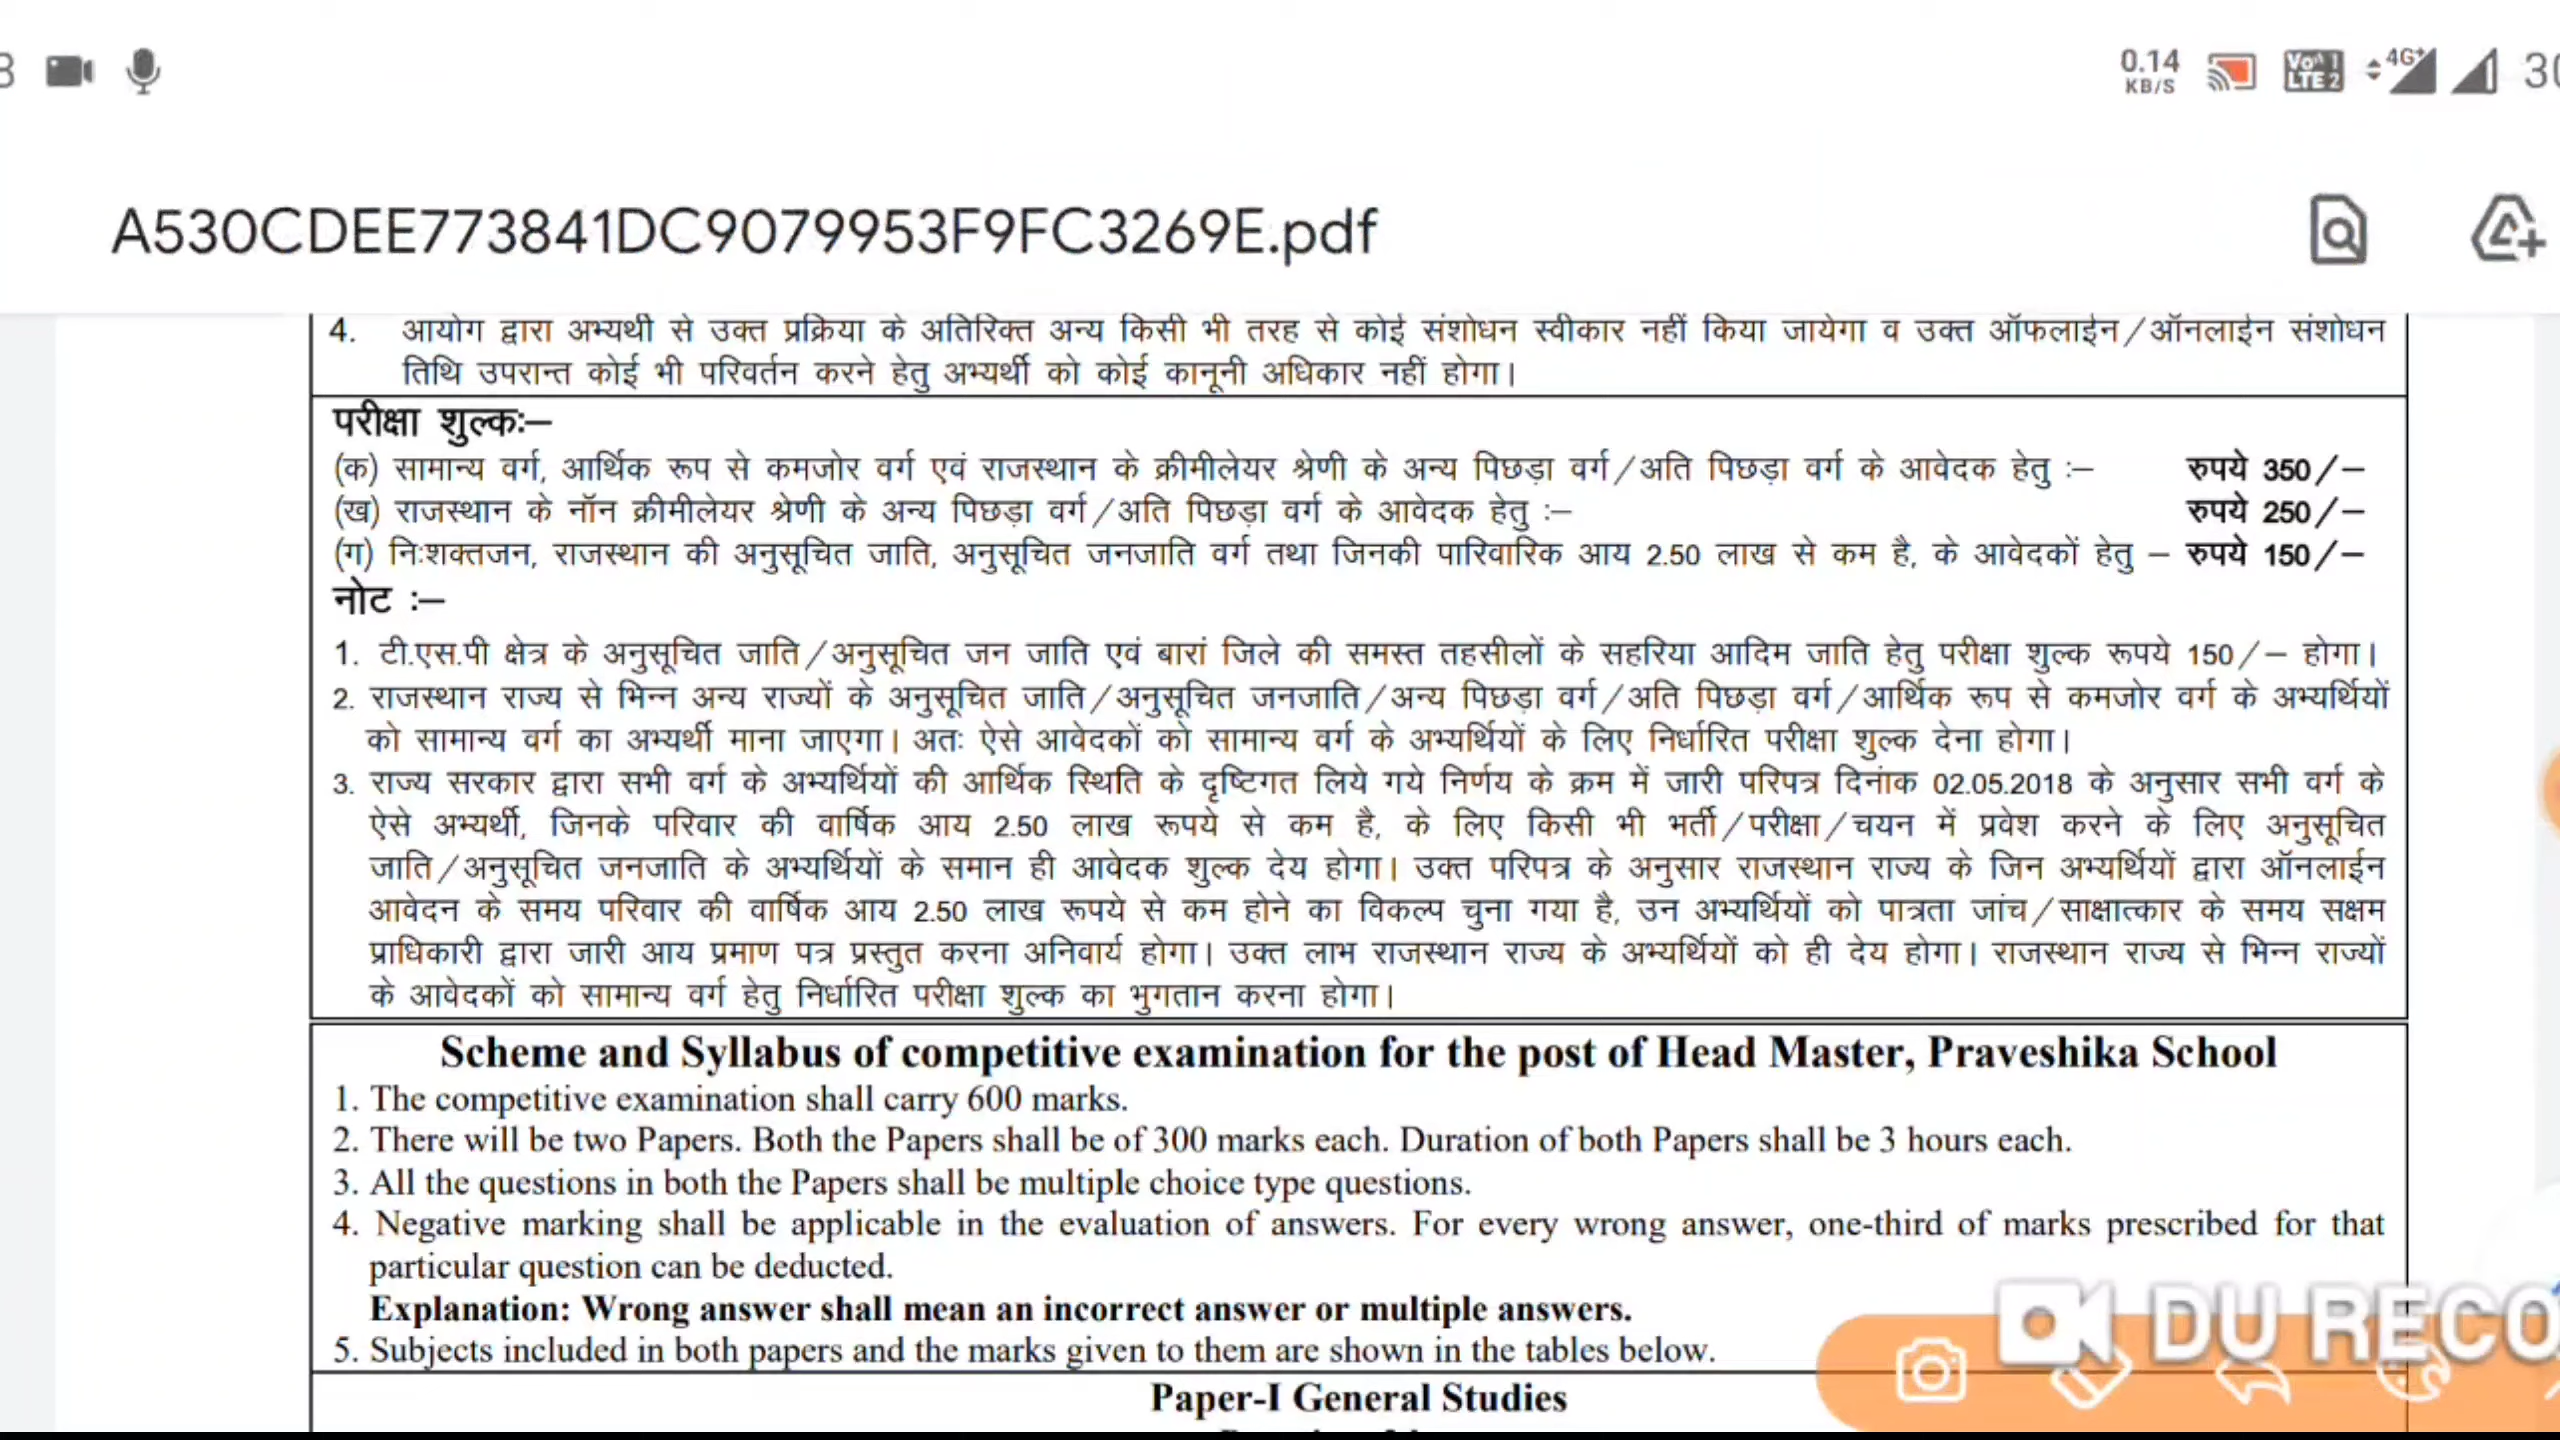 0.14
KB/S
Vo 1
LTE 2
4G+
A530CDEE773841DC9079953F9FC3269E.pdf
4. आयोग द्वारा अभ्यर्थी से उक्त प्रक्रिया के अतिरिक्त अन्य किसी भी तरह से कोई संशोधन स्वीकार नहीं किया जायेगा व उक्त ऑफलाईन/ऑनलाईन संशोधन
तिथि उपरान्त कोई भी परिवर्तन करने हेतु अभ्यर्थी को कोई कानूनी अधिकार नहीं होगा।
परीक्षा शुल्कः—
(क) सामान्य वर्ग, आर्थिक रूप से कमजोर वर्ग एवं राजस्थान के क्रीमीलेयर श्रेणी के अन्य पिछड़ा वर्ग/अति पिछड़ा वर्ग के आवेदक हेतु :— रुपये 350/—
(ख) राजस्थान के नॉन क्रीमीलेयर श्रेणी के अन्य पिछड़ा वर्ग/अति पिछड़ा वर्ग के आवेदक हेतु :— रुपये 250/—
(ग) निःशक्तजन, राजस्थान की अनुसूचित जाति, अनुसूचित जनजाति वर्ग तथा जिनकी पारिवारिक आय 2.50 लाख से कम है, के आवेदकों हेतु — रुपये 150/—
नोट :—
1. टी.एस.पी क्षेत्र के अनुसूचित जाति/अनुसूचित जन जाति एवं बारां जिले की समस्त तहसीलों के सहरिया आदिम जाति हेतु परीक्षा शुल्क रूपये 150/— होगा।
2. राजस्थान राज्य से भिन्न अन्य राज्यों के अनुसूचित जाति/अनुसूचित जनजाति/अन्य पिछड़ा वर्ग/अति पिछड़ा वर्ग/आर्थिक रूप से कमजोर वर्ग के अभ्यर्थियों
को सामान्य वर्ग का अभ्यर्थी माना जाएगा। अतः ऐसे आवेदकों को सामान्य वर्ग के अभ्यर्थियों के लिए निर्धारित परीक्षा शुल्क देना होगा।
3. राज्य सरकार द्वारा सभी वर्ग के अभ्यर्थियों की आर्थिक स्थिति के दृष्टिगत लिये गये निर्णय के क्रम में जारी परिपत्र दिनांक 02.05.2018 के अनुसार सभी वर्ग के
ऐसे अभ्यर्थी, जिनके परिवार की वार्षिक आय 2.50 लाख रूपये से कम है, के लिए किसी भी भर्ती/परीक्षा/चयन में प्रवेश करने के लिए अनुसूचित
जाति/अनुसूचित जनजाति के अभ्यर्थियों के समान ही आवेदक शुल्क देय होगा। उक्त परिपत्र के अनुसार राजस्थान राज्य के जिन अभ्यर्थियों द्वारा ऑनलाईन
आवेदन के समय परिवार की वार्षिक आय 2.50 लाख रूपये से कम होने का विकल्प चुना गया है, उन अभ्यर्थियों को पात्रता जांच/साक्षात्कार के समय सक्षम
प्राधिकारी द्वारा जारी आय प्रमाण पत्र प्रस्तुत करना अनिवार्य होगा। उक्त लाभ राजस्थान राज्य के अभ्यर्थियों को ही देय होगा। राजस्थान राज्य से भिन्न राज्यों
के आवेदकों को सामान्य वर्ग हेतु निर्धारित परीक्षा शुल्क का भुगतान करना होगा।
Scheme and Syllabus of competitive examination for the post of Head Master, Praveshika School
1. The competitive examination shall carry 600 marks.
2. There will be two Papers. Both the Papers shall be of 300 marks each. Duration of both Papers shall be 3 hours each.
3. All the questions in both the Papers shall be multiple choice type questions.
4. Negative marking shall be applicable in the evaluation of answers. For every wrong answer, one-third of marks prescribed for that
particular question can be deducted.
Explanation: Wrong answer shall mean an incorrect answer or multiple answers.
5. Subjects included in both papers and the marks given to them are shown in the tables below.
DU RECO
Paper-I General Studies